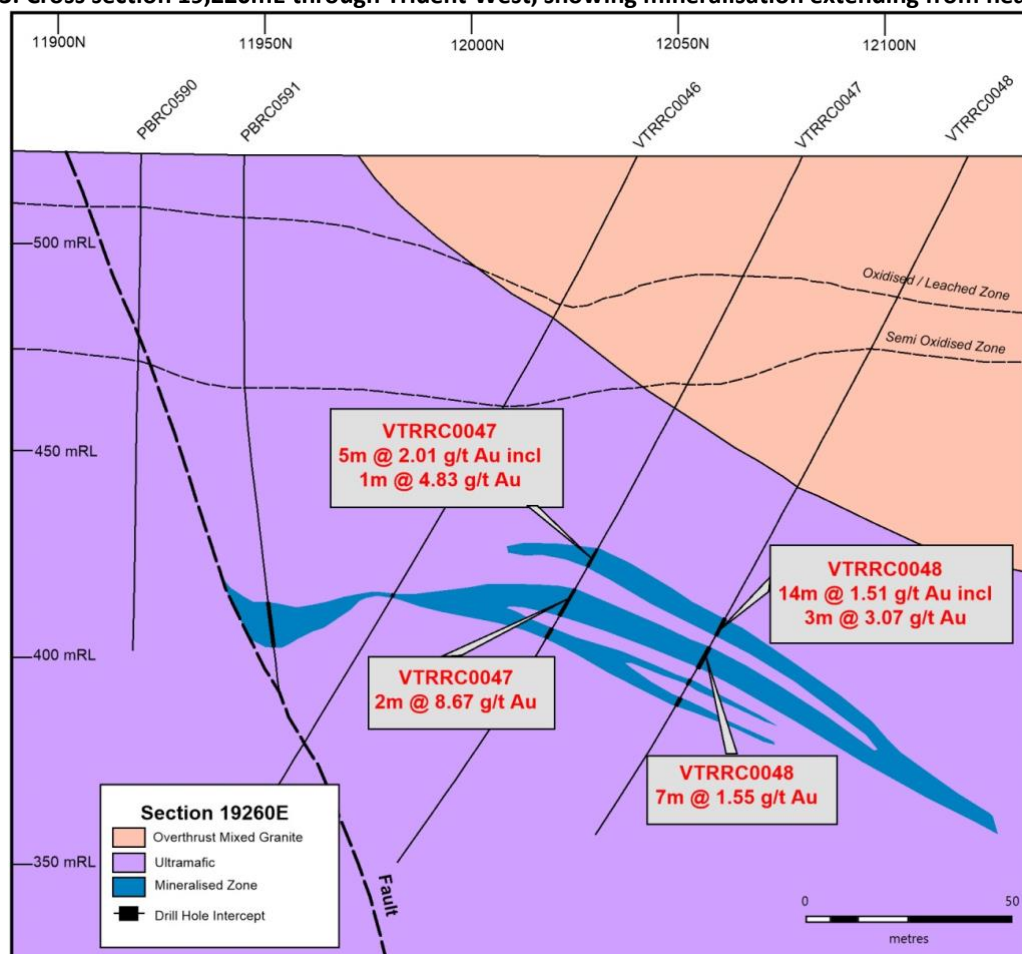 11900N 11950N 12000N 12050N 12100N
PBRC0590 PBRC0591 VTRRC0046 VTRRC0047 VTRRC0048
500 mRL
Oxidised / Leached Zone
Semi Oxidised Zone
450 mRL
VTRRC0047
5m @ 2.01 g/t Au incl
1m @ 4.83 g/t Au
VTRRC0048
14m @ 1.51 g/t Au incl
3m @ 3.07 g/t Au
400 mRL
VTRRC0047
2m @ 8.67 g/t Au
VTRRC0048
7m @ 1.55 g/t Au
350 mRL
Section 19260E
Overthrust Mixed Granite
Ultramafic
Mineralised Zone
Drill Hole Intercept
Fault
0 50
metres